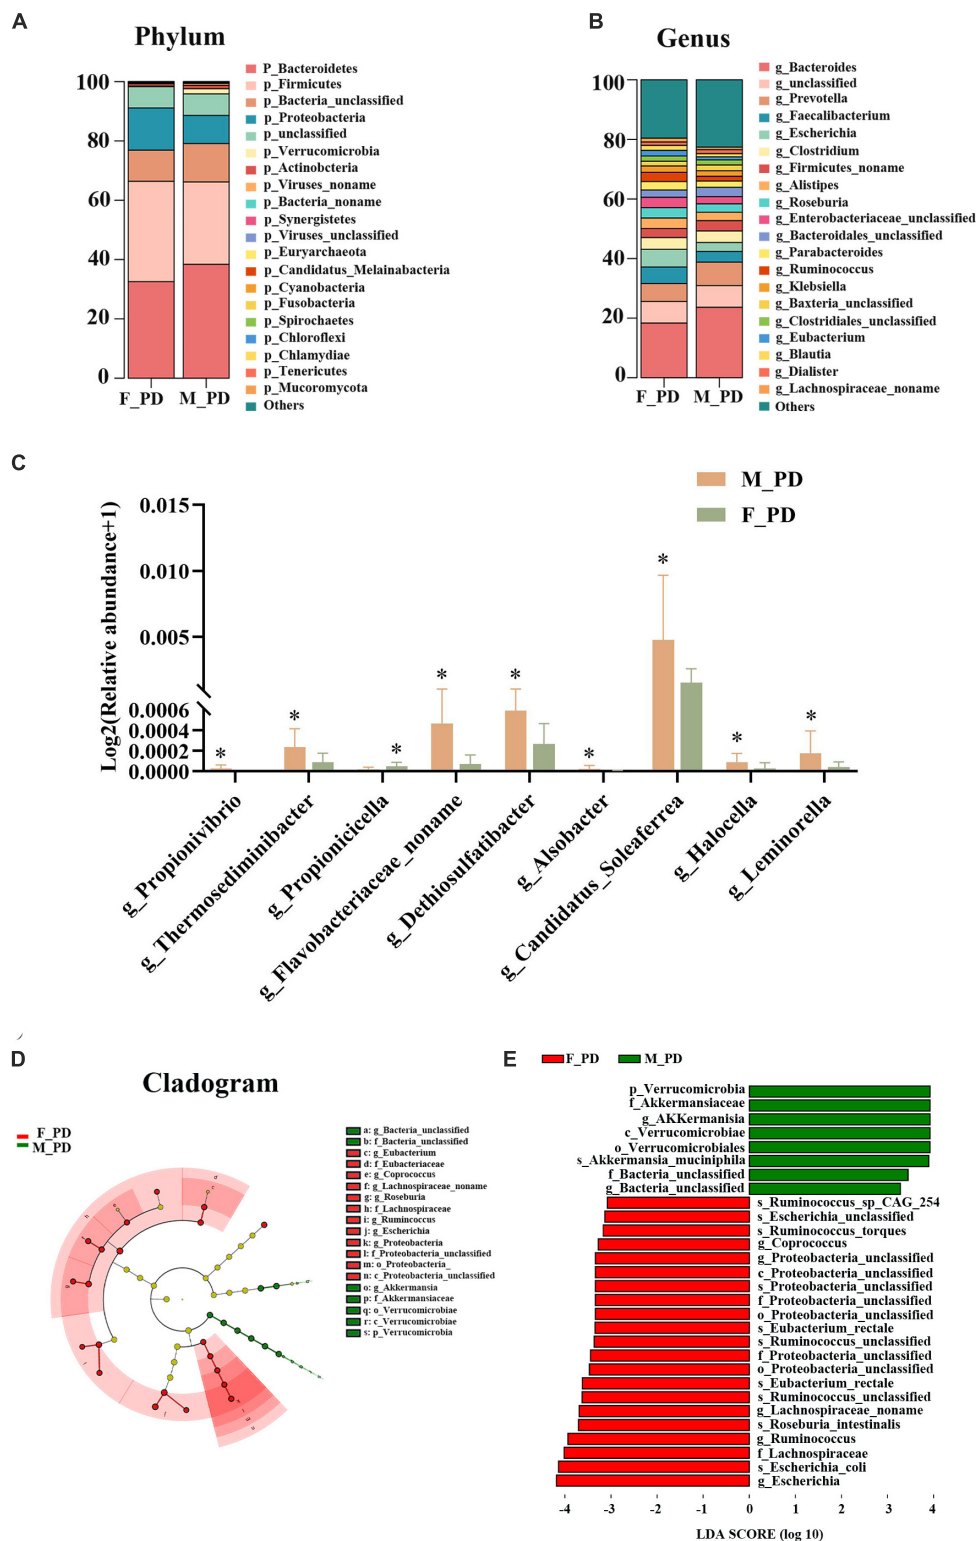 A
Phylum
100
80
60
40
20
0
F_PD
M_PD
P_Bacteroidetes
p_Firmicutes
p_Bacteria_unclassified
p_Proteobacteria
p_unclassified
p_Verrucomicrobia
p_Actinobcteria
p_Viruses_noname
p_Bacteria_noname
p_Synergistetes
p_Viruses_unclassified
p_Euryarchaeota
p_Candidatus_Melainabacteria
p_Cyanobacteria
p_Fusobacteria
p_Spirochaetes
p_Chloroflexi
p_Chlamydiae
p_Tenericutes
p_Mucoromycota
Others
B
Genus
100
80
60
40
20
0
F_PD
M_PD
g_Bacteroides
g_unclassified
g_Prevotella
g_Faecalibacterium
g_Escherichia
g_Clostridium
g_Firmicutes_noname
g_Alistipes
g_Roseburia
g_Enterobacteriaceae_unclassified
g_Bacteroidales_unclassified
g_Parabacteroides
g_Ruminococcus
g_Klebsiella
g_Baxteria_unclassified
g_Clostridiales_unclassified
g_Eubacterium
g_Blautia
g_Dialister
g_Lachnospiraceae_noname
Others
C
M_PD
F_PD
Log2(Relative abundance+1)
0.015
0.010
0.005
0.0006
0.0004
0.0002
0.0000
*
*
*
*
*
*
*
*
*
g_Propionivibrio
g_Thermosediminibacter
g_Propionicicella
g_Flavobacteriaceae_noname
g_Dethiosulfatibacter
g_Alsobacter
g_Candidatus_Soleaferrea
g_Halocella
g_Leminorella
D
Cladogram
F_PD
M_PD
a: g_Bacteria_unclassified
b: f_Bacteria_unclassified
c: g_Eubacterium
d: f_Eubacteriaceae
e: g_Coprococcus
f: g_Lachnospiraceae_noname
g: g_Roseburia
h: f_Lachnospiraceae
i: g_Rumincoccus
j: g_Escherichia
k: g_Proteobacteria
l: f_Proteobacteria_unclassified
m: o_Proteobacteria_
n: c_Proteobacteria_unclassified
o: g_Akkermansia
p: f_Akkermansiaceae
q: o_Verrucomicrobiae
r: c_Verrucomicrobiae
s: p_Verrucomicrobia
E
F_PD
M_PD
p_Verrucomicrobia
f_Akkermansiaceae
g_AKKermanisia
c_Verrucomicrobiae
o_Verrucomicrobiales
s_Akkermansia_muciniphila
f_Bacteria_unclassified
g_Bacteria_unclassified
s_Ruminococcus_sp_CAG_254
s_Escherichia_unclassified
s_Ruminococcus_torques
g_Coprococcus
g_Proteobacteria_unclassified
c_Proteobacteria_unclassified
s_Proteobacteria_unclassified
f_Proteobacteria_unclassified
o_Proteobacteria_unclassified
s_Eubacterium_rectale
s_Ruminococcus_unclassified
f_Proteobacteria_unclassified
o_Proteobacteria_unclassified
s_Eubacterium_rectale
s_Ruminococcus_unclassified
g_Lachnospiraceae_noname
s_Roseburia_intestinalis
g_Ruminococcus
f_Lachnospiraceae
s_Escherichia_coli
g_Escherichia
-4 -3 -2 -1 0 1 2 3 4
LDA SCORE (log 10)